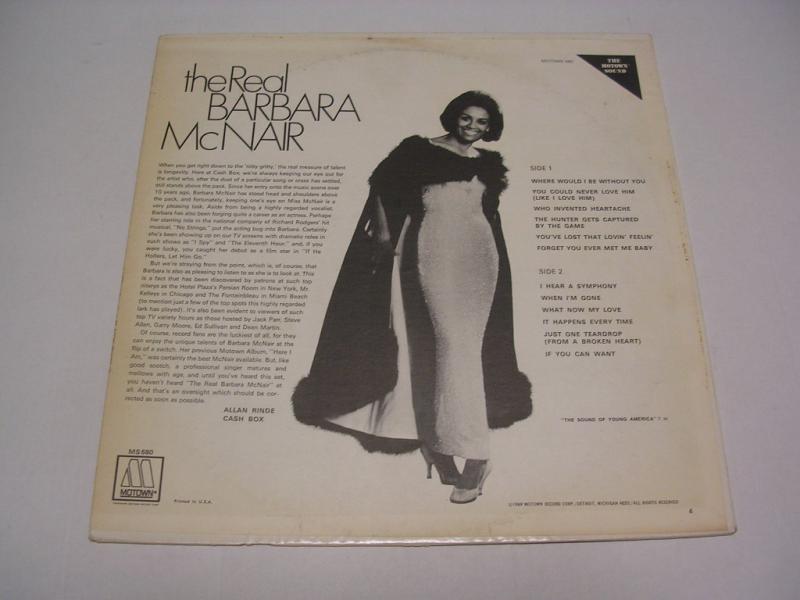 the Real
BARBARA
McNAIR
MOTOWN 680
THE
MOTOWN
SOUND
When you get right down to the 'nitty gritty,' the real measure of talent
is longevity. Here at Cash Box, we're always keeping our eye out for
the artist who, after the dust of a particular song or craze has settled,
still stands above the pack. Since her entry onto the music scene over
10 years ago, Barbara McNair has stood head and shoulders above
the pack, and fortunately, keeping one's eye on Miss McNair is a
very pleasing task. Aside from being a highly regarded vocalist,
Barbara has also been forging quite a career as an actress. Perhaps
her starring role in the national company of Richard Rodgers' hit
musical, "No Strings," put the acting bug into Barbara. Certainly
she's been showing up on our TV screens with dramatic roles in
such shows as "I Spy" and "The Eleventh Hour," and, if you
were lucky, you caught her debut as a film star in "If He
Hollers, Let Him Go."
But we're straying from the point, which is, of course, that
Barbara is also as pleasing to listen to as she is to look at. This
is a fact that has been discovered by patrons at such top
niterys as the Hotel Plaza's Persian Room in New York, Mr.
Kelleys in Chicago and The Fontainbleau in Miami Beach
(to mention just a few of the top spots this highly regarded
lark has played). It's also been evident to viewers of such
top TV variety hours as those hosted by Jack Parr, Steve
Allan, Garry Moore, Ed Sullivan and Dean Martin.
Of course, record fans are the luckiest of all, for they
can enjoy the unique talents of Barbara McNair at the
flip of a switch. Her previous Motown Album, "Here I
Am," was certainly the best McNair available. But, like
good scotch, a professional singer matures and
mellows with age, and until you've heard this set,
you haven't heard "The Real Barbara McNair" at
all. And that's an oversight which should be cor-
rected as soon as possible.
ALLAN RINDE
CASH BOX
SIDE 1
WHERE WOULD I BE WITHOUT YOU
YOU COULD NEVER LOVE HIM
(LIKE I LOVE HIM)
WHO INVENTED HEARTACHE
THE HUNTER GETS CAPTURED
BY THE GAME
YOU'VE LOST THAT LOVIN' FEELIN'
FORGET YOU EVER MET ME BABY
SIDE 2
I HEAR A SYMPHONY
WHEN I'M GONE
WHAT NOW MY LOVE
IT HAPPENS EVERY TIME
JUST ONE TEARDROP
(FROM A BROKEN HEART)
IF YOU CAN WANT
"THE SOUND OF YOUNG AMERICA"
MS 680
M
MOTOWN
Printed in U.S.A.
©1969 MOTOWN RECORD CORP./DETROIT, MICHIGAN 48201/ALL RIGHTS RESERVED
6